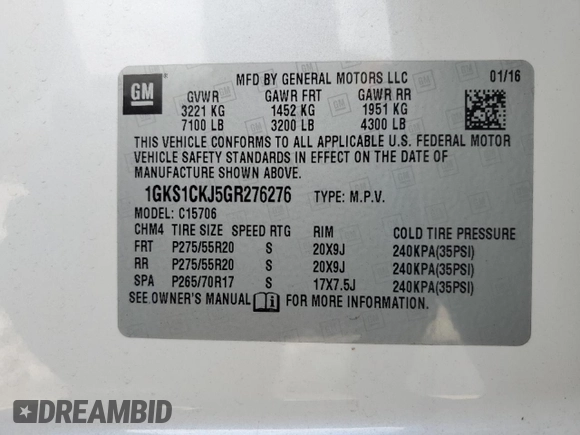 GM
MFD BY GENERAL MOTORS LLC 01/16
GVWR GAWR FRT GAWR RR
3221 KG 1452 KG 1951 KG
7100 LB 3200 LB 4300 LB
THIS VEHICLE CONFORMS TO ALL APPLICABLE U.S. FEDERAL MOTOR
VEHICLE SAFETY STANDARDS IN EFFECT ON THE DATE OF
MANUFACTURE SHOWN ABOVE.
1GKS1CKJ5GR276276 TYPE: M.P.V.
MODEL: C15706
CHM4 TIRE SIZE SPEED RTG RIM COLD TIRE PRESSURE
FRT P275/55R20 S 20X9J 240KPA(35PSI)
RR P275/55R20 S 20X9J 240KPA(35PSI)
SPA P265/70R17 S 17X7.5J 240KPA(35PSI)
SEE OWNER'S MANUAL FOR MORE INFORMATION.
DREAMBID